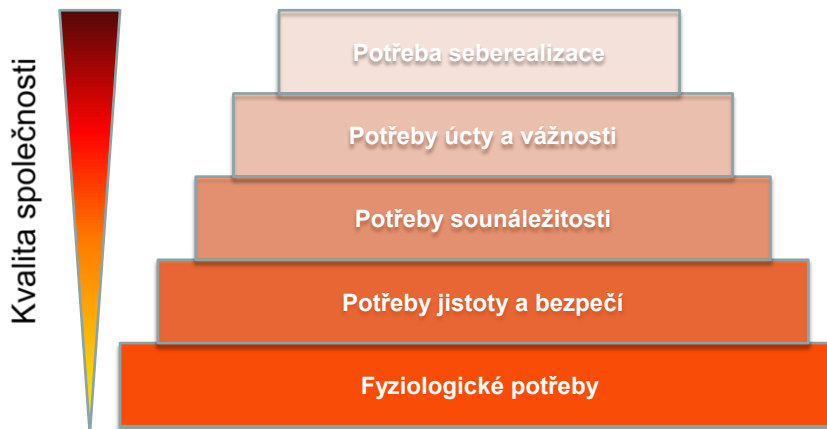 Kvalita společnosti
Potřeba seberealizace
Potřeby úcty a vážnosti
Potřeby sounáležitosti
Potřeby jistoty a bezpečí
Fyziologické potřeby